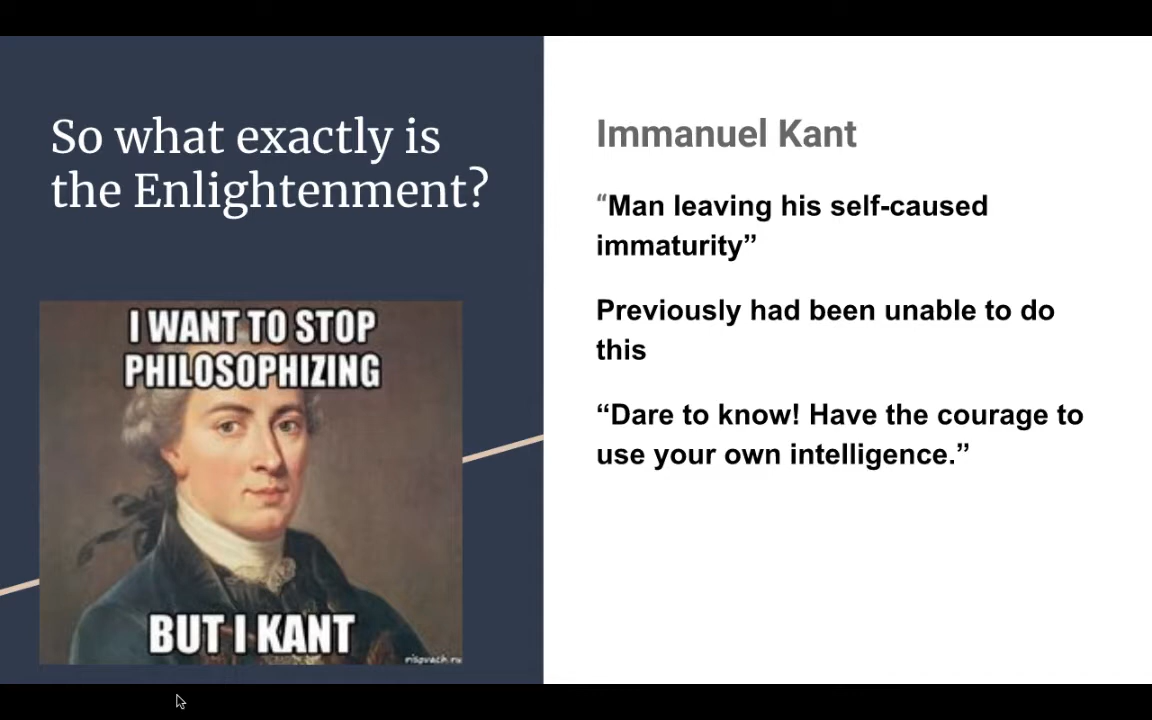 So what exactly is
the Enlightenment?
I WANT TO STOP
PHILOSOPHIZING
BUT I KANT
Immanuel Kant
“Man leaving his self-caused
immaturity”
Previously had been unable to do
this
“Dare to know! Have the courage to
use your own intelligence.”